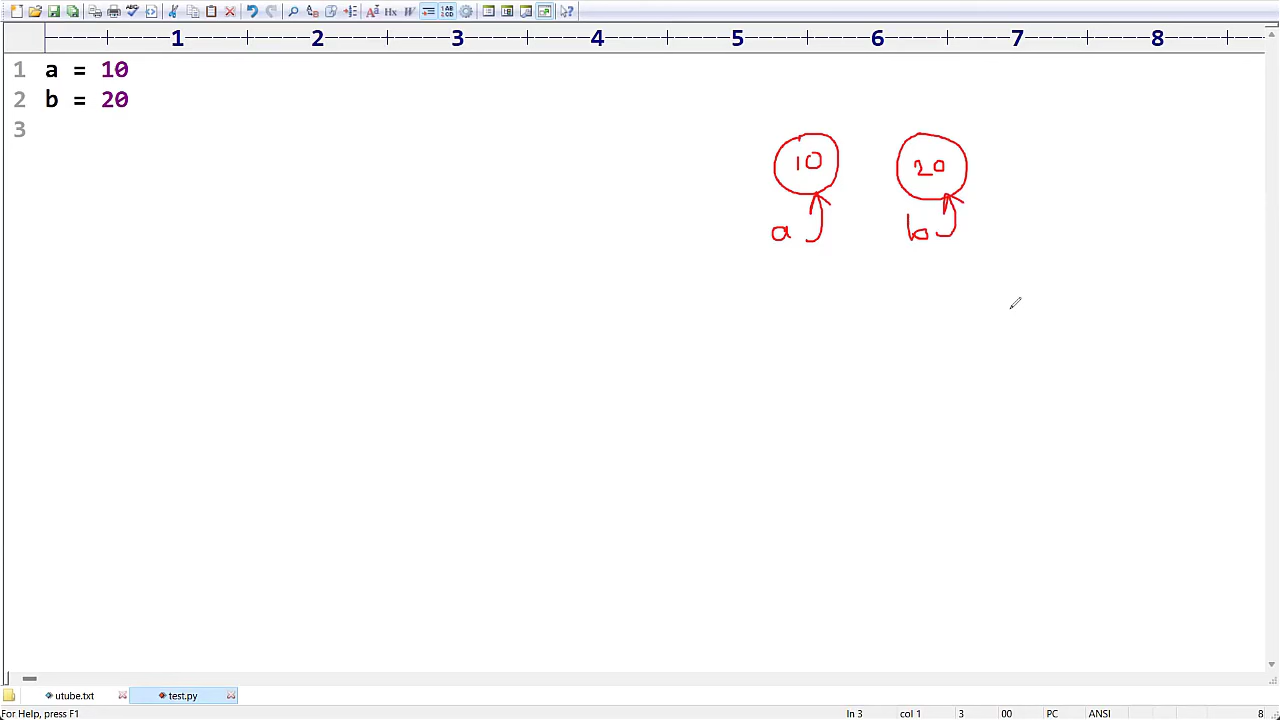 1 2 3 4 5 6 7 8
1 a = 10
2 b = 20
3
10 20
a b
utube.txt test.py
For Help, press F1 ln 3 col 1 3 00 PC ANSI 8